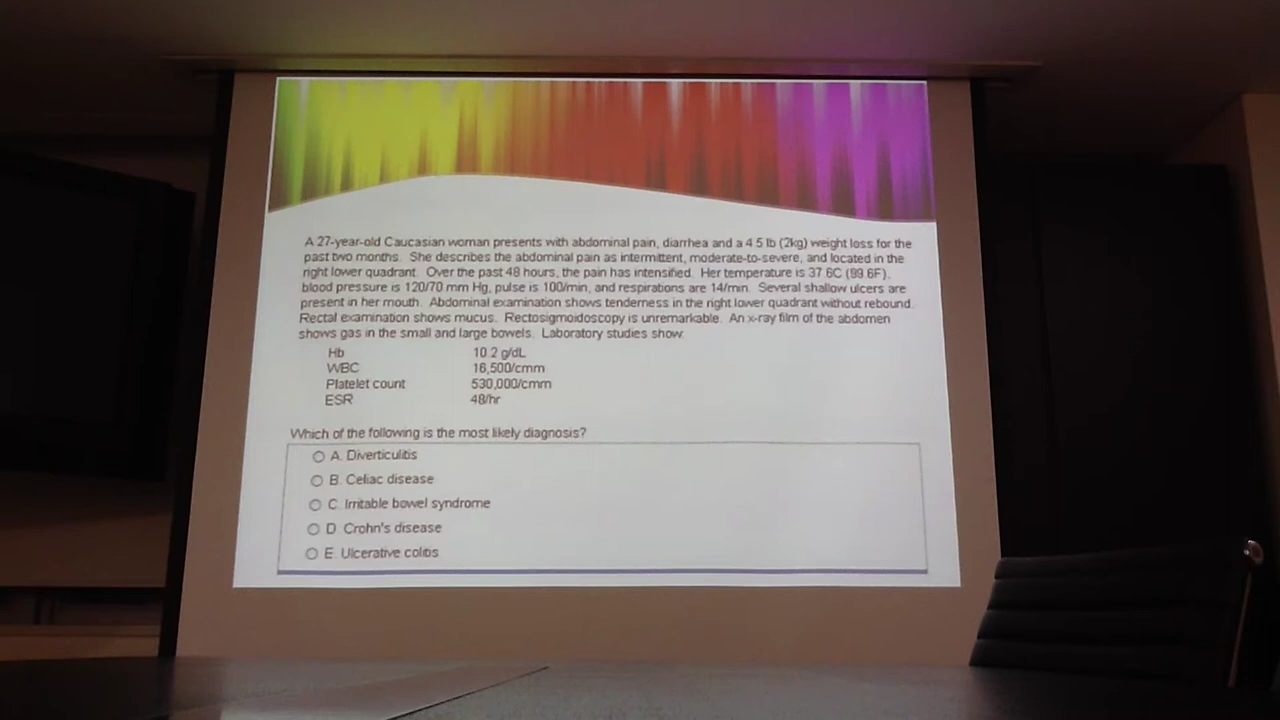 A 27-year-old Caucasian woman presents with abdominal pain, diarrhea and a 4.5 lb (2kg) weight loss for the
past two months. She describes the abdominal pain as intermittent, moderate-to-severe, and located in the
right lower quadrant. Over the past 48 hours, the pain has intensified. Her temperature is 37.6C (99.6F),
blood pressure is 120/70 mm Hg, pulse is 100/min, and respirations are 14/min. Several shallow ulcers are
present in her mouth. Abdominal examination shows tenderness in the right lower quadrant without rebound.
Rectal examination shows mucus. Rectosigmoidoscopy is unremarkable. An x-ray film of the abdomen
shows gas in the small and large bowels. Laboratory studies show:
Hb 10.2 g/dL
WBC 16,500/cmm
Platelet count 530,000/cmm
ESR 48/hr
Which of the following is the most likely diagnosis?
A. Diverticulitis
B. Celiac disease
C. Irritable bowel syndrome
D. Crohn's disease
E. Ulcerative colitis